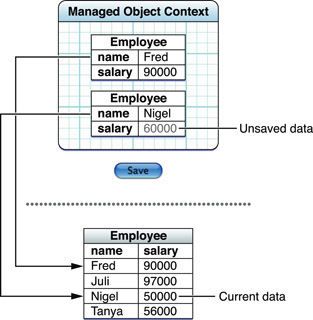 Managed Object Context
Employee
name Fred
salary 90000
Employee
name Nigel
salary 60000
Unsaved data
Save
Employee
name salary
Fred 90000
Juli 97000
Nigel 50000
Current data
Tanya 56000